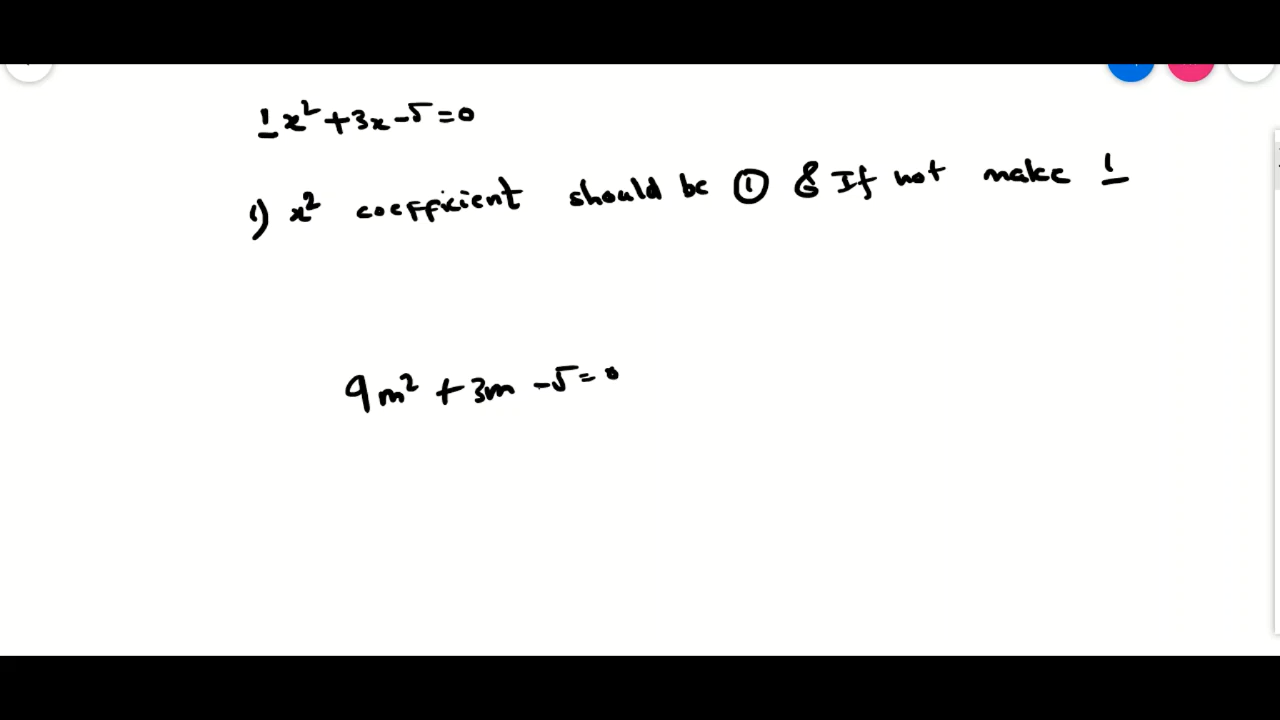 1x²+3x-5=0
1) x² coefficient should be ① & If not make 1
9m² + 3m -5=0